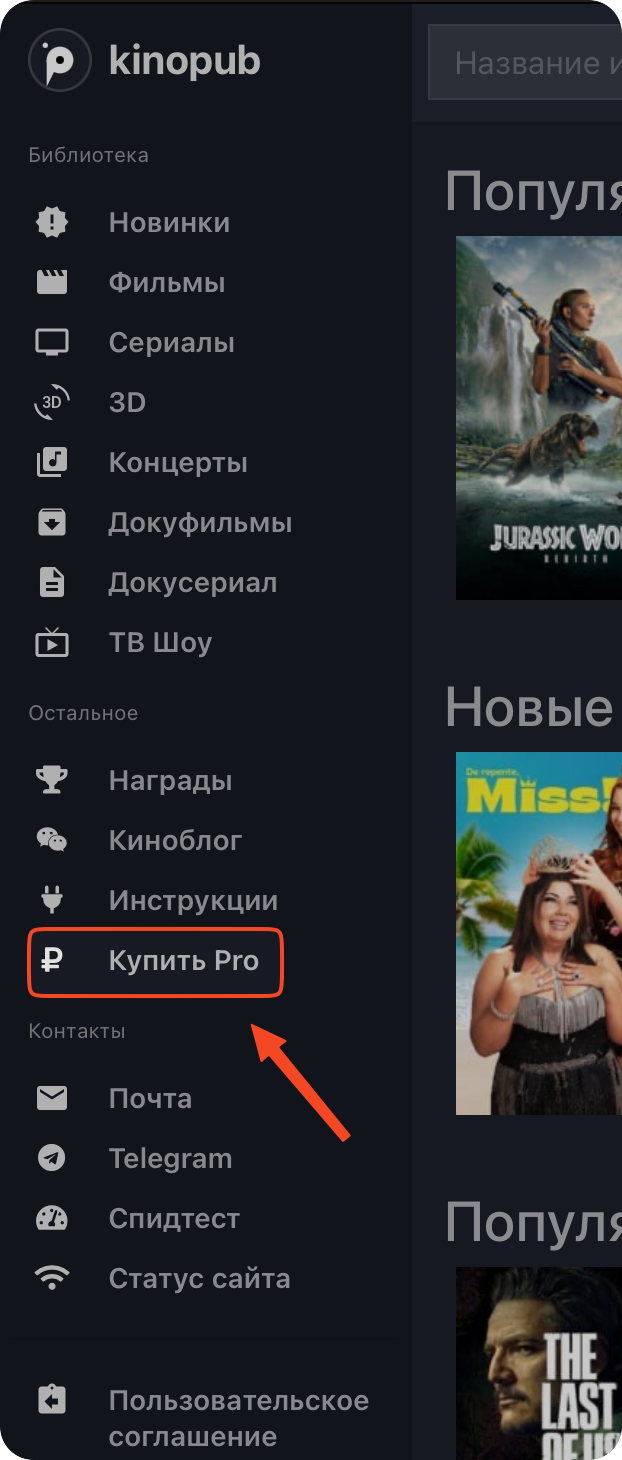 kinopub
Название и
Библиотека
Популя
Новинки
Фильмы
Сериалы
3D
3D
Концерты
Докуфильмы
Докусериал
ТВ Шоу
JURASSIC WO
REBIRTH
Остальное
Новые
Награды
Киноблог
Инструкции
₽
Купить Pro
De repente,
Miss!
Контакты
Почта
Telegram
Спидтест
Статус сайта
Популя
Пользовательское
соглашение
THE
LAST
OF US